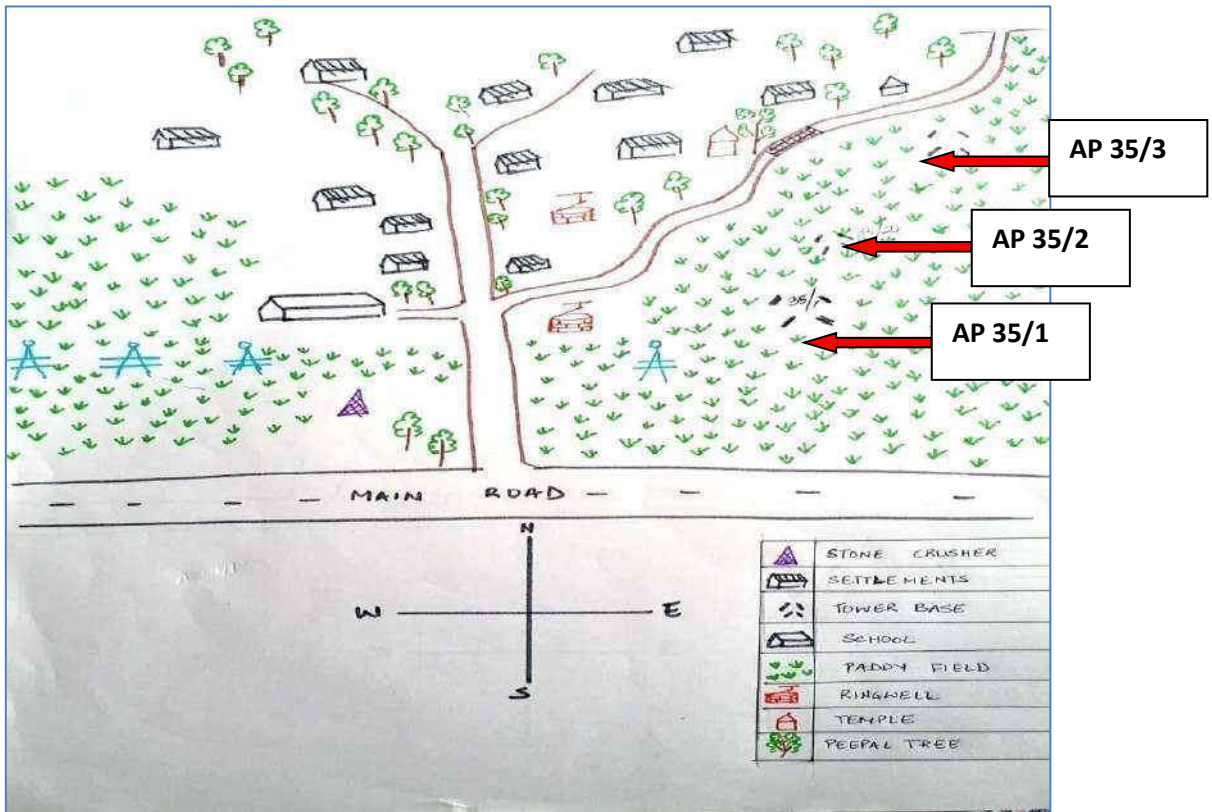 AP 35/3
AP 35/2
AP 35/1
35/1
MAIN ROAD
N
W
E
S
STONE CRUSHER
SETTLEMENTS
TOWER BASE
SCHOOL
PADDY FIELD
RINGWELL
TEMPLE
PEEPAL TREE